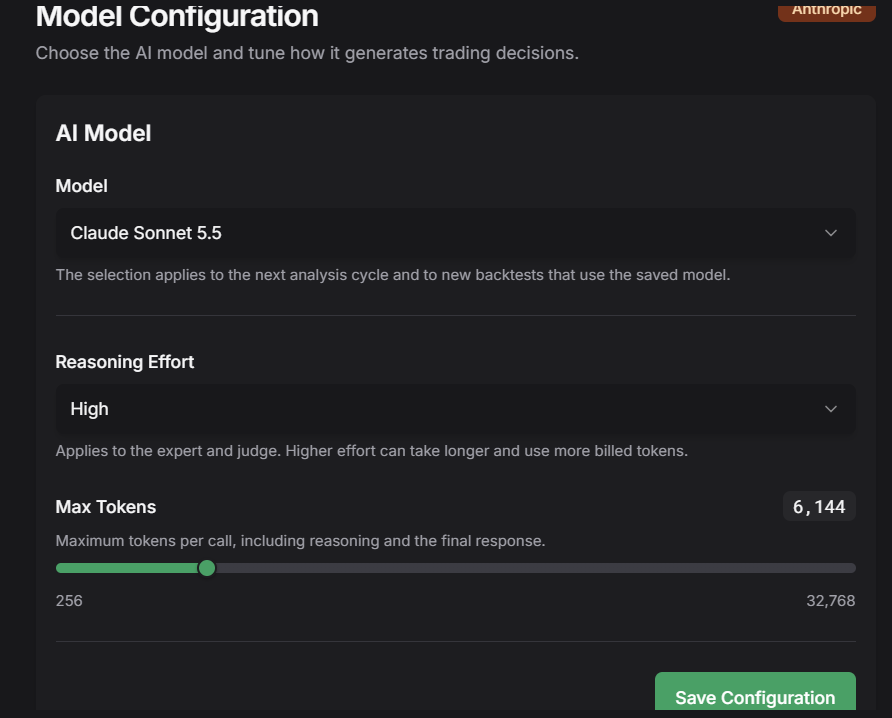 Model Configuration
Anthropic
Choose the AI model and tune how it generates trading decisions.
AI Model
Model
Claude Sonnet 5.5
The selection applies to the next analysis cycle and to new backtests that use the saved model.
Reasoning Effort
High
Applies to the expert and judge. Higher effort can take longer and use more billed tokens.
Max Tokens
6,144
Maximum tokens per call, including reasoning and the final response.
256
32,768
Save Configuration